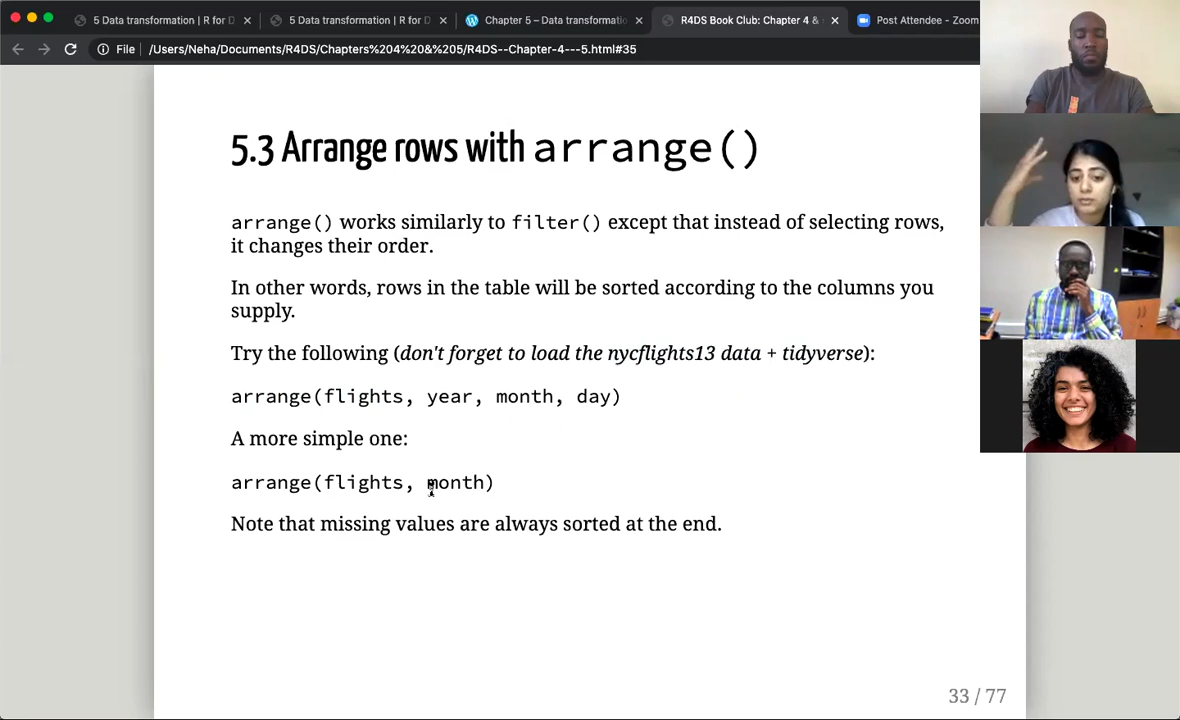 5 Data transformation | R for D
5 Data transformation | R for D
Chapter 5 – Data transformatio
R4DS Book Club: Chapter 4 &
Post Attendee - Zoom
File
/Users/Neha/Documents/R4DS/Chapters%204%20&%205/R4DS--Chapter-4---5.html#35
5.3 Arrange rows with arrange()
arrange() works similarly to filter() except that instead of selecting rows,
it changes their order.
In other words, rows in the table will be sorted according to the columns you
supply.
Try the following (don't forget to load the nycflights13 data + tidyverse):
arrange(flights, year, month, day)
A more simple one:
arrange(flights, month)
Note that missing values are always sorted at the end.
33 / 77